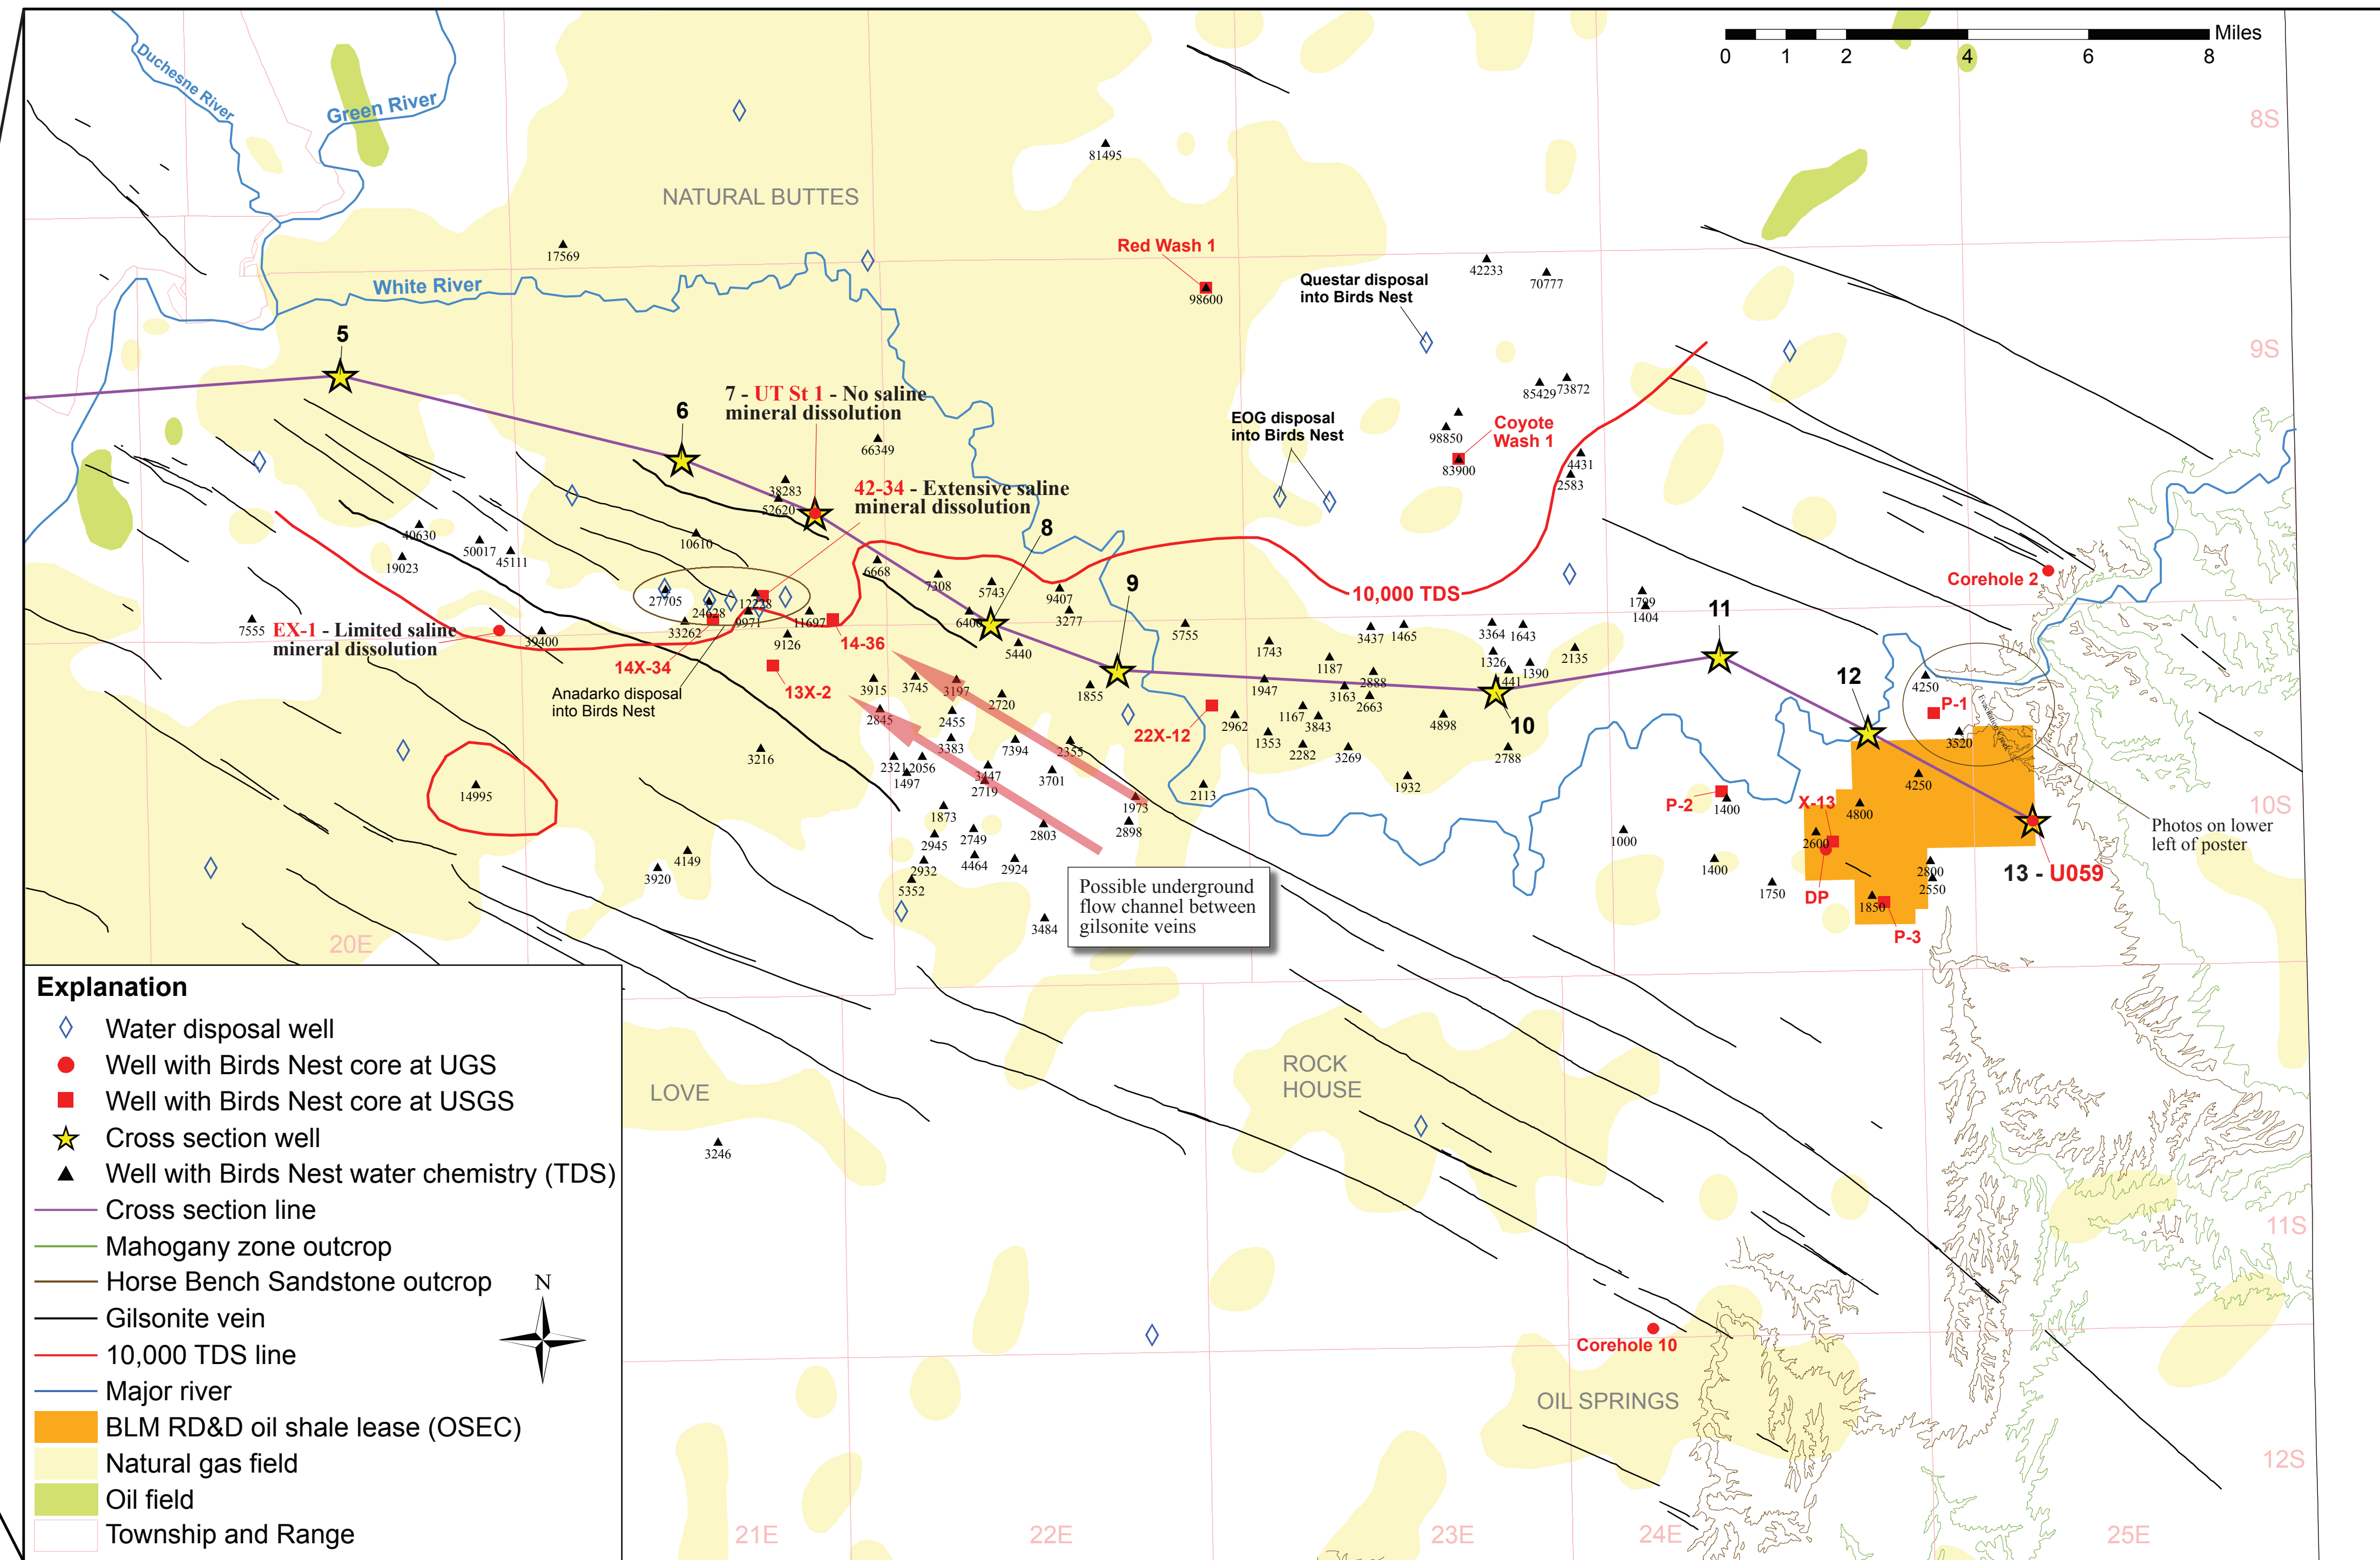 Miles
0 1 2 4 6 8
Duchesne River
Green River
8S
81495
NATURAL BUTTES
17569
White River
Red Wash 1
98600
42233
70777
Questar disposal
into Birds Nest
5
9S
7 - UT St 1 - No saline
mineral dissolution
6
EOG disposal
into Birds Nest
85429
73872
98850
Coyote
Wash 1
83900
66349
4431
2583
38283
52620
42-34 - Extensive saline
mineral dissolution
8
40630
19023
50017
45111
10610
6668
7308
5743
9407
9
10,000 TDS
Corehole 2
27705
24628
12228
9971
11697
6406
3277
1799
1404
11
7555
EX-1 - Limited saline
mineral dissolution
39400
33262
9126
14-36
5440
5755
1743
3437
1465
3364
1643
2135
14X-34
13X-2
Anadarko disposal
into Birds Nest
3915
3745
3197
2720
1855
1947
1187
3163
2888
2663
1326
1390
441
12
4250
P-1
2845
2455
22X-12
2962
1167
3843
4898
10
Evacuation Creek
3216
3383
7394
2355
1353
2282
3269
2788
3520
2321
2056
1497
3447
2719
3701
14995
1973
2113
1932
P-2
1400
X-13
4250
4800
10S
1873
2945
2749
2803
2898
1000
2600
Photos on lower
left of poster
4149
3920
2932
4464
2924
5352
1400
1750
DP
2800
2550
13 - U059
Possible underground
flow channel between
gilsonite veins
1850
P-3
3484
20E
Explanation
Water disposal well
Well with Birds Nest core at UGS
Well with Birds Nest core at USGS
Cross section well
Well with Birds Nest water chemistry (TDS)
Cross section line
Mahogany zone outcrop
Horse Bench Sandstone outcrop
Gilsonite vein
10,000 TDS line
Major river
BLM RD&D oil shale lease (OSEC)
Natural gas field
Oil field
Township and Range
N
LOVE
3246
ROCK
HOUSE
11S
Corehole 10
OIL SPRINGS
12S
21E
22E
23E
24E
25E